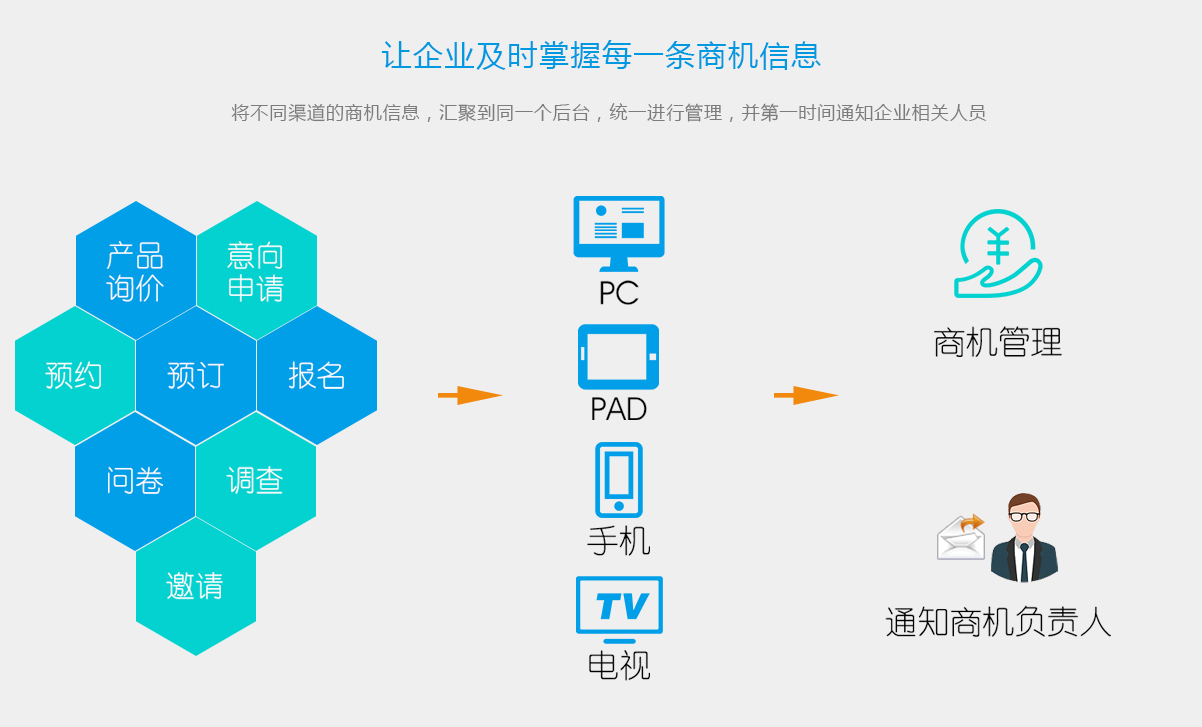 让企业及时掌握每一条商机信息
将不同渠道的商机信息，汇聚到同一个后台，统一进行管理，并第一时间通知企业相关人员
产品
询价
意向
申请
预约
预订
报名
问卷
调查
邀请
PC
PAD
手机
TV
电视
商机管理
通知商机负责人